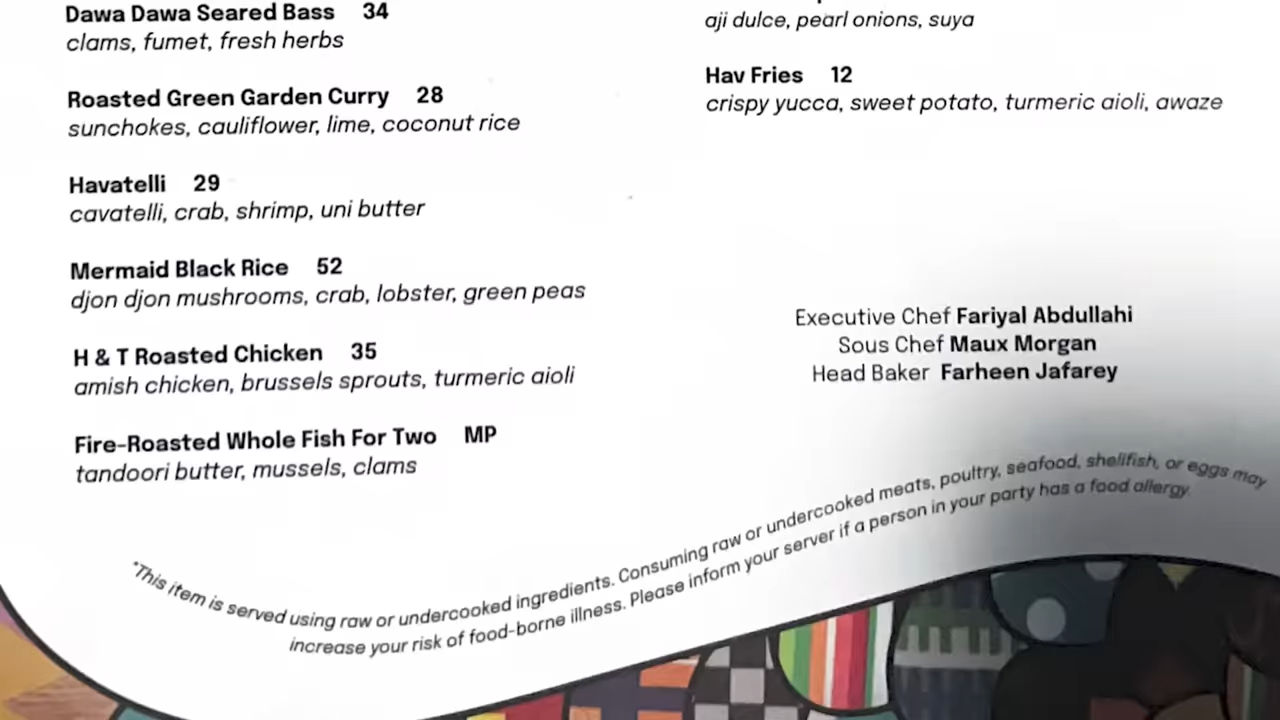 Dawa Dawa Seared Bass 34
clams, fumet, fresh herbs
Roasted Green Garden Curry 28
sunchokes, cauliflower, lime, coconut rice
Havatelli 29
cavatelli, crab, shrimp, uni butter
Mermaid Black Rice 52
djon djon mushrooms, crab, lobster, green peas
H & T Roasted Chicken 35
amish chicken, brussels sprouts, turmeric aioli
Fire-Roasted Whole Fish For Two MP
tandoori butter, mussels, clams
aji dulce, pearl onions, suya
Hav Fries 12
crispy yucca, sweet potato, turmeric aioli, awaze
Executive Chef Fariyal Abdullahi
Sous Chef Maux Morgan
Head Baker Farheen Jafarey
*This item is served using raw or undercooked ingredients. Consuming raw or undercooked meats, poultry, seafood, shellfish, or eggs may
increase your risk of food-borne illness. Please inform your server if a person in your party has a food allergy.